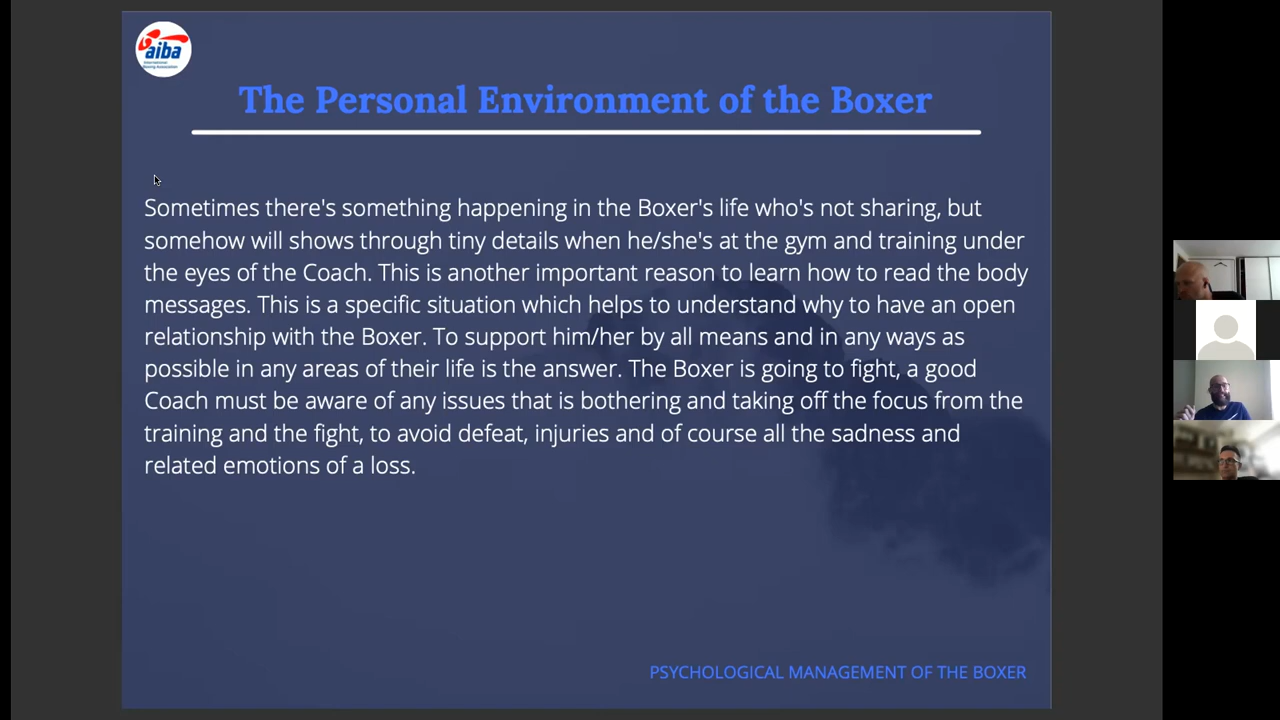 aiba
International
Boxing Association
The Personal Environment of the Boxer
Sometimes there's something happening in the Boxer's life who's not sharing, but
somehow will shows through tiny details when he/she's at the gym and training under
the eyes of the Coach. This is another important reason to learn how to read the body
messages. This is a specific situation which helps to understand why to have an open
relationship with the Boxer. To support him/her by all means and in any ways as
possible in any areas of their life is the answer. The Boxer is going to fight, a good
Coach must be aware of any issues that is bothering and taking off the focus from the
training and the fight, to avoid defeat, injuries and of course all the sadness and
related emotions of a loss.
PSYCHOLOGICAL MANAGEMENT OF THE BOXER